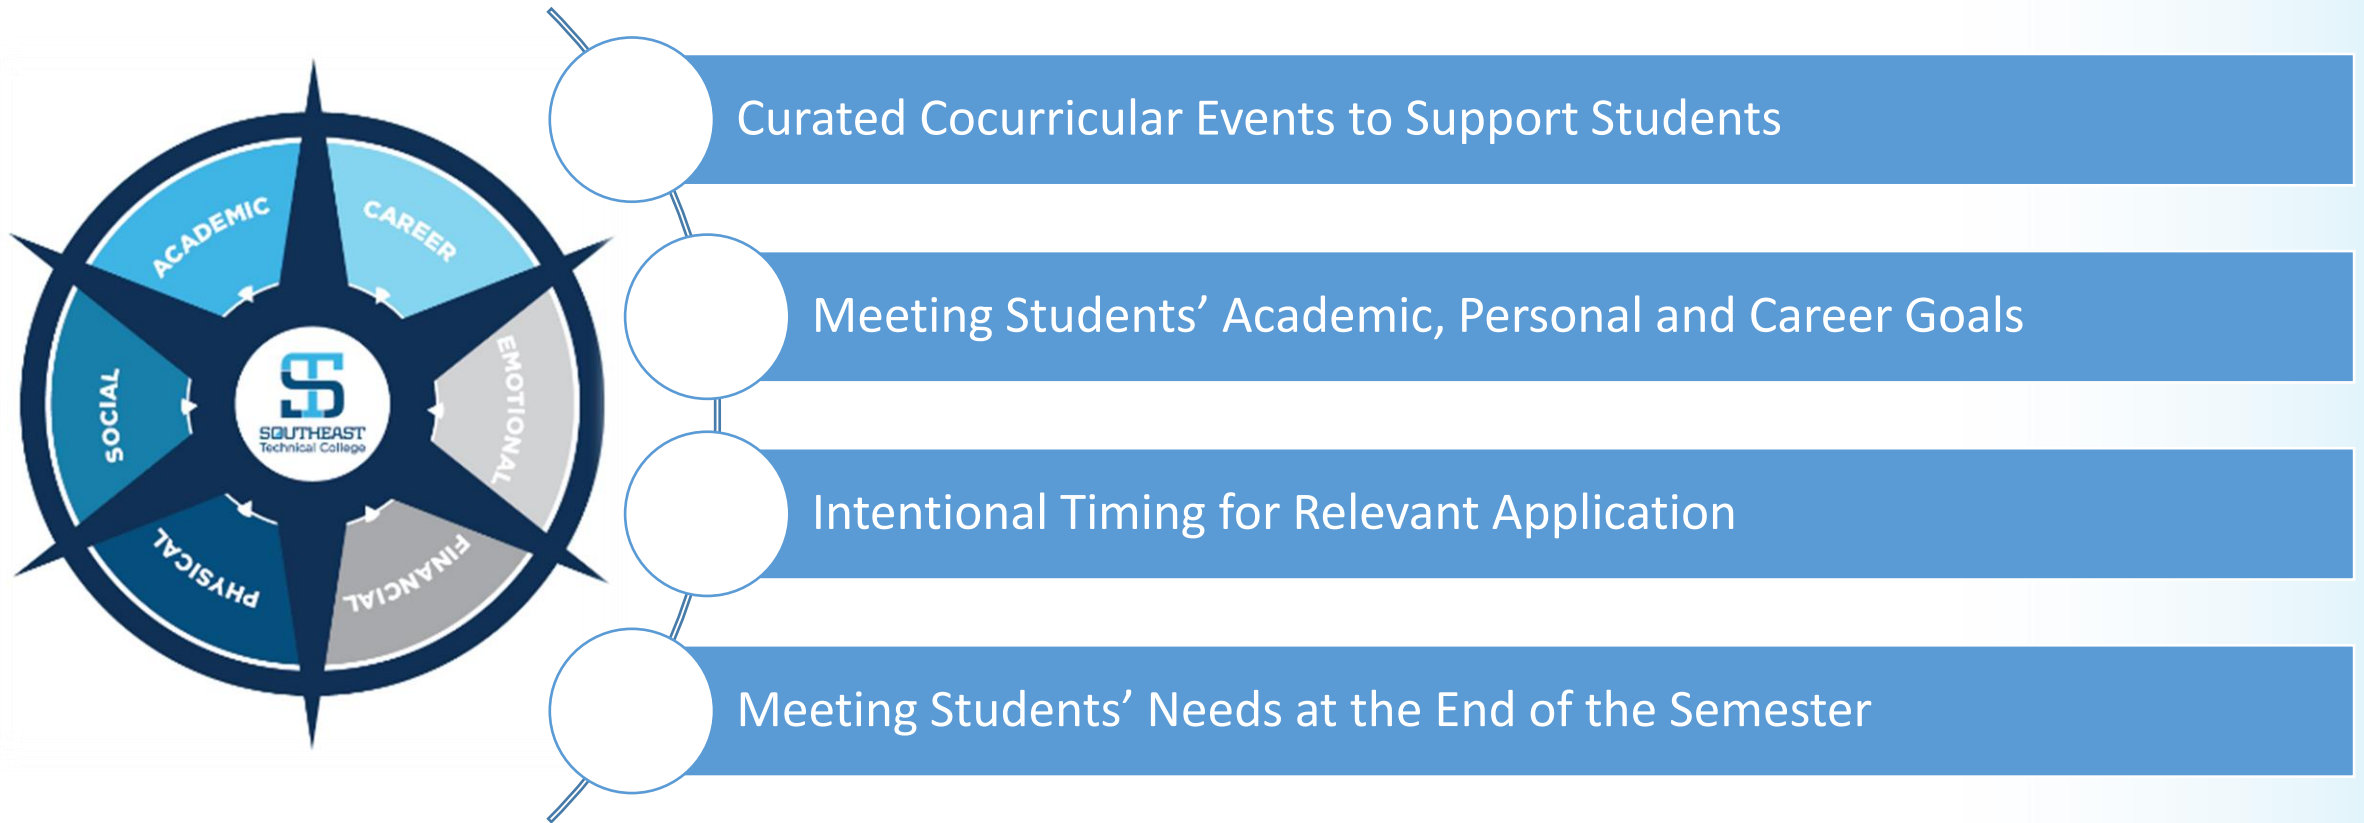 ACADEMIC
CAREER
EMOTIONAL
FINANCIAL
PHYSICAL
SOCIAL
ST
SOUTHEAST
Technical College
Curated Cocurricular Events to Support Students
Meeting Students’ Academic, Personal and Career Goals
Intentional Timing for Relevant Application
Meeting Students’ Needs at the End of the Semester